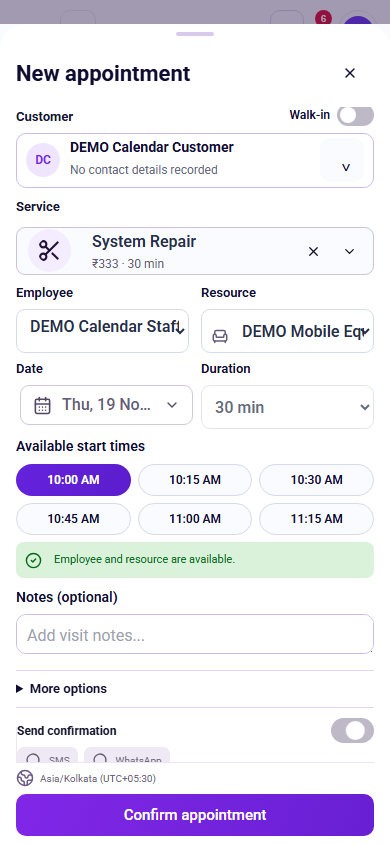 6
New appointment
Customer
Walk-in
DC
DEMO Calendar Customer
No contact details recorded
Service
System Repair
₹333 · 30 min
Employee
Resource
DEMO Calendar Staf
DEMO Mobile Eq
Date
Duration
Thu, 19 No...
30 min
Available start times
10:00 AM
10:15 AM
10:30 AM
10:45 AM
11:00 AM
11:15 AM
Employee and resource are available.
Notes (optional)
Add visit notes...
More options
Send confirmation
SMS
WhatsApp
Asia/Kolkata (UTC+05:30)
Confirm appointment